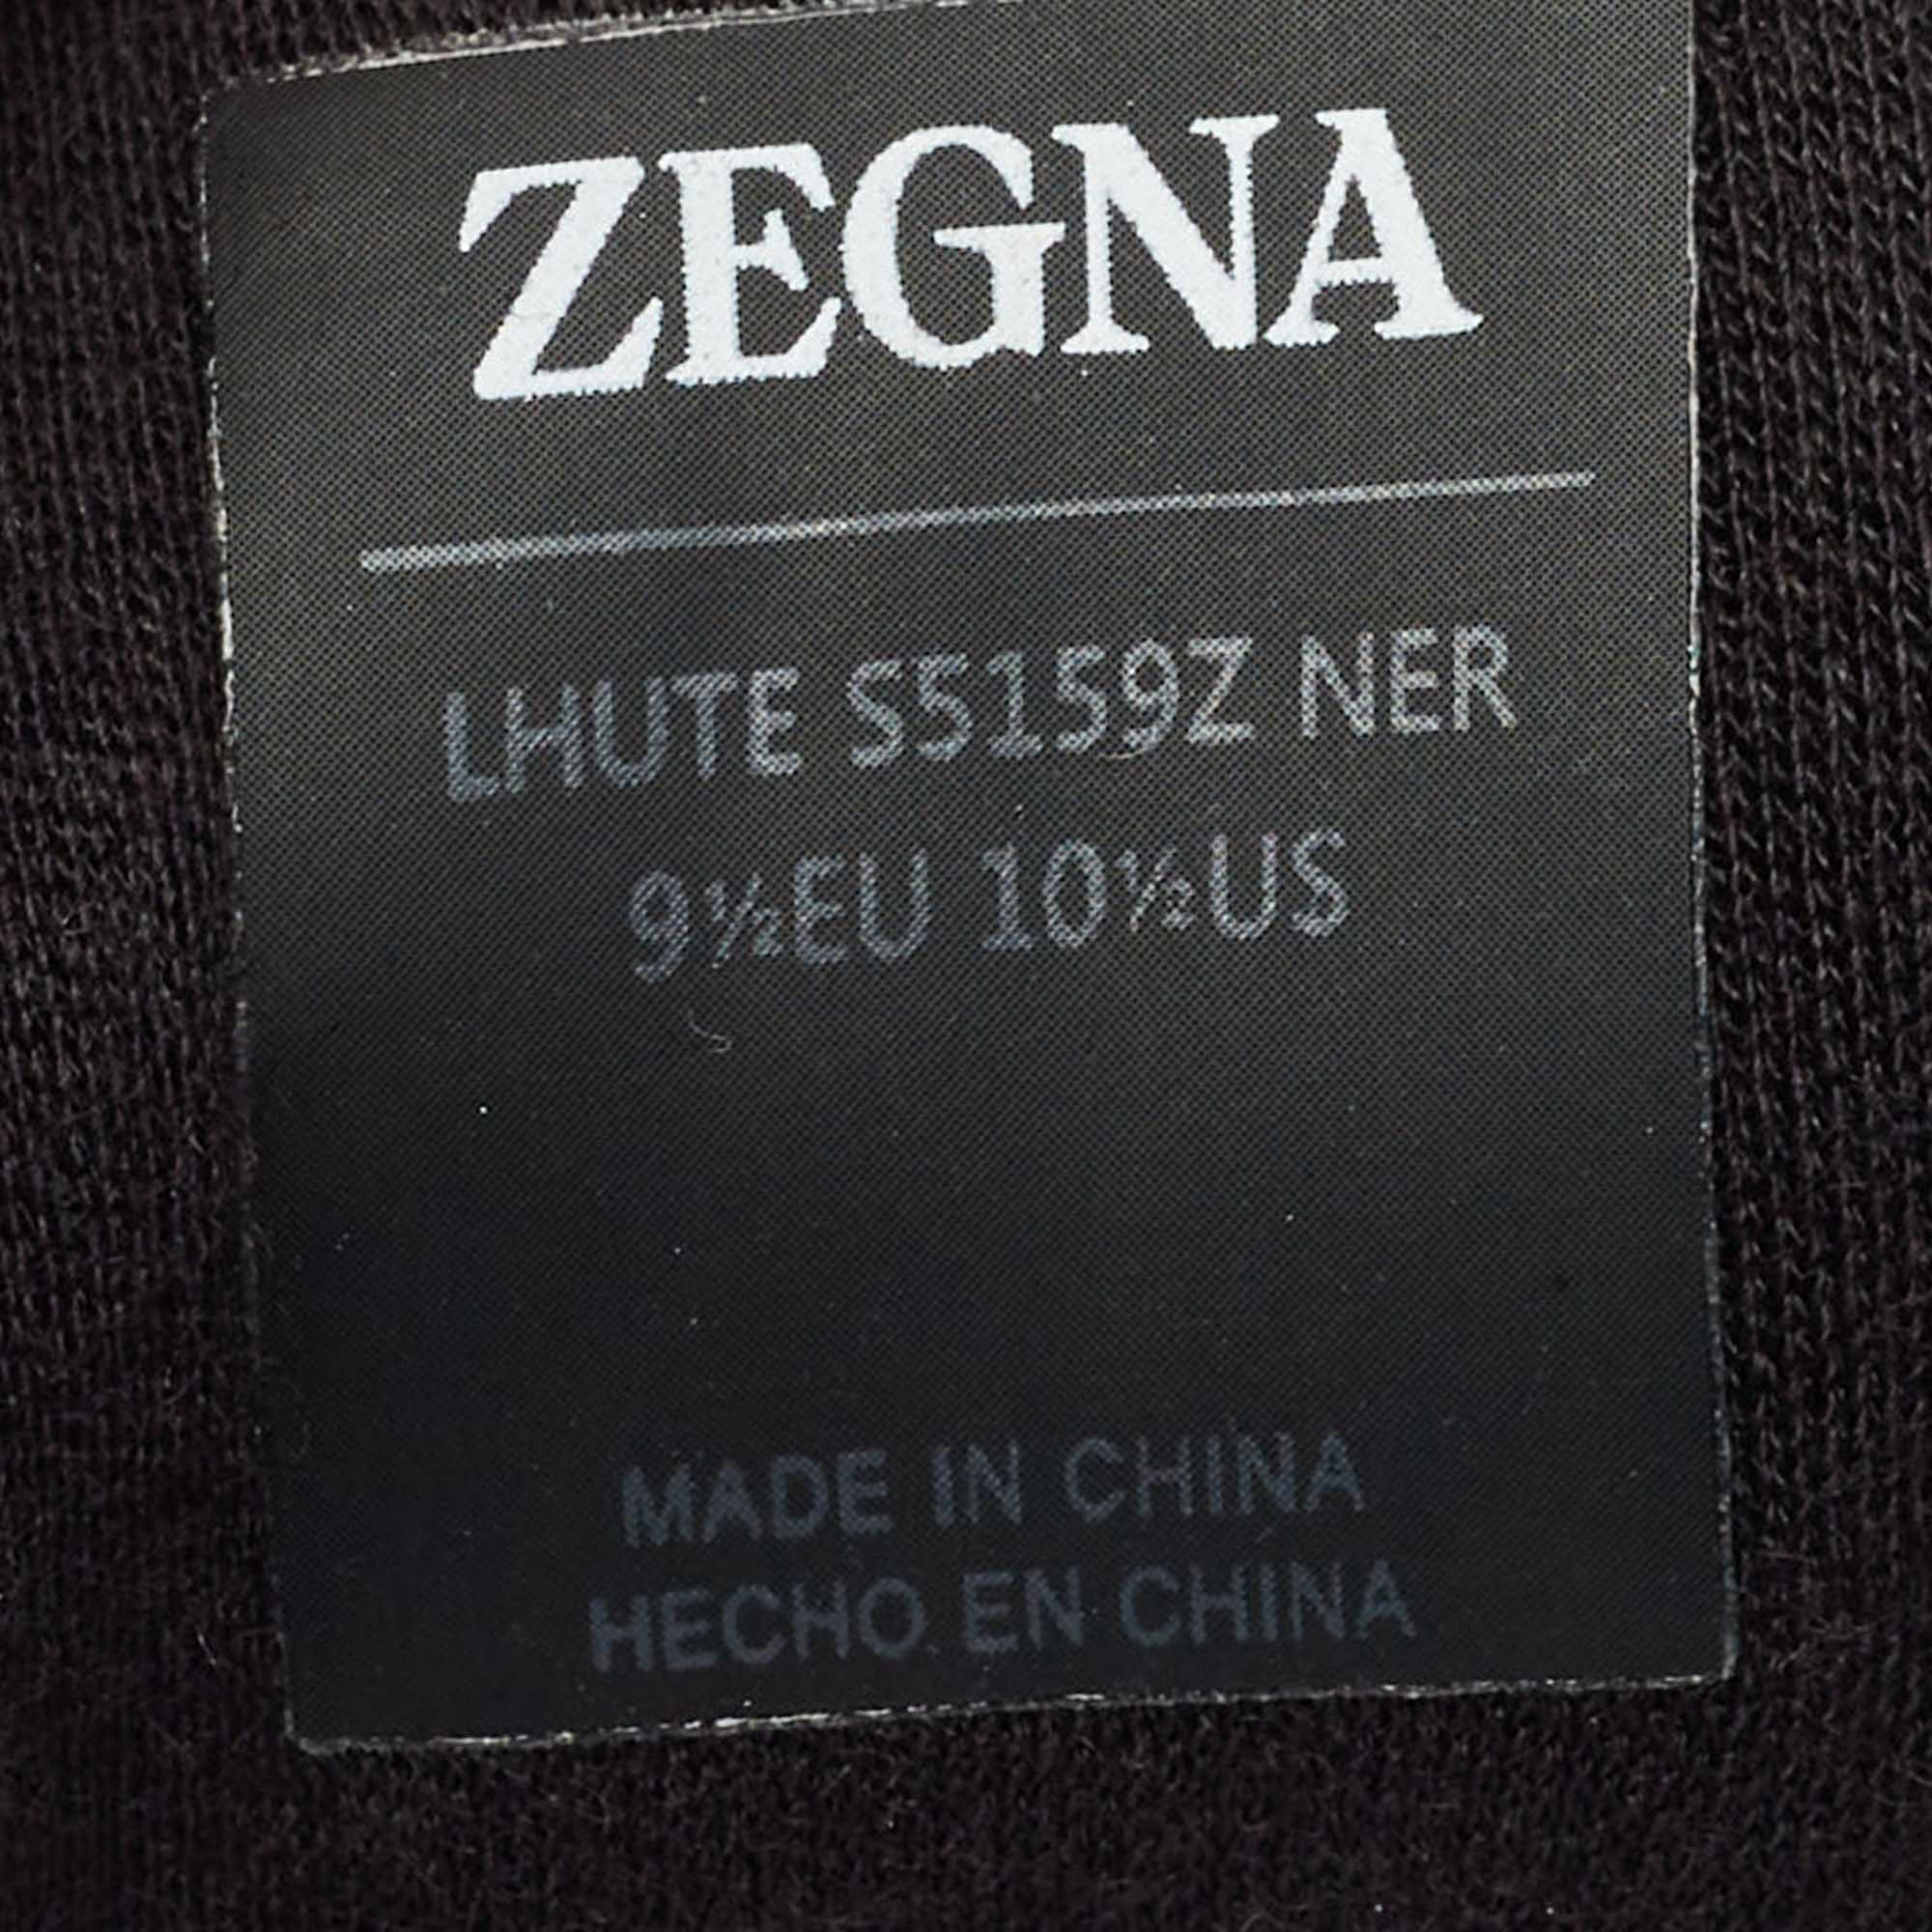 ZEGNA
LHUTE S5159Z NER
9½EU 10½US
MADE IN CHINA
HECHO EN CHINA